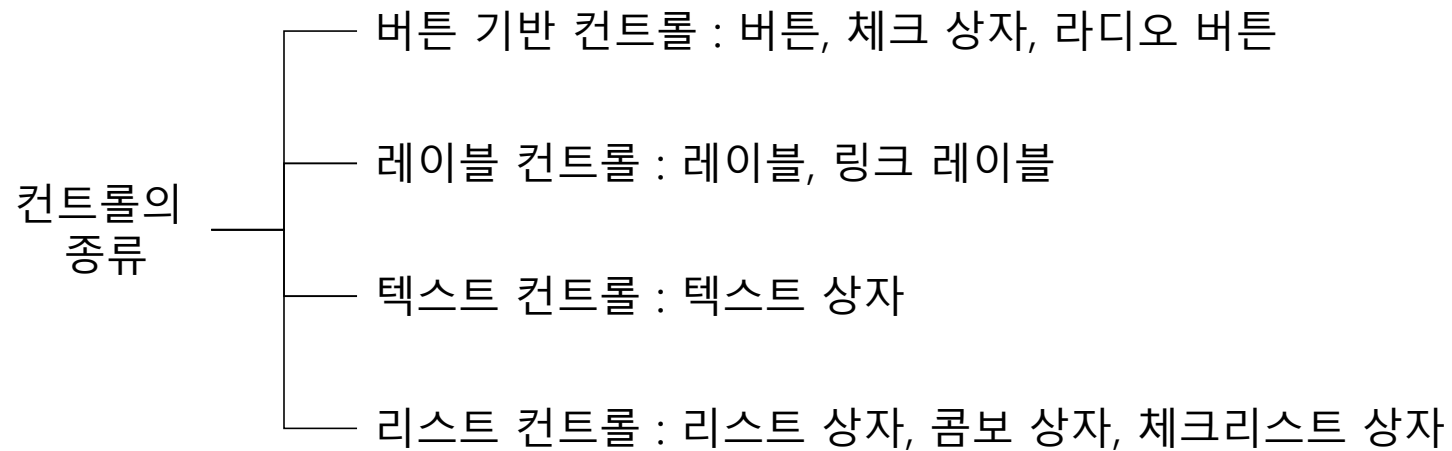 버튼 기반 컨트롤 : 버튼, 체크 상자, 라디오 버튼
레이블 컨트롤 : 레이블, 링크 레이블
컨트롤의
종류
텍스트 컨트롤 : 텍스트 상자
리스트 컨트롤 : 리스트 상자, 콤보 상자, 체크리스트 상자